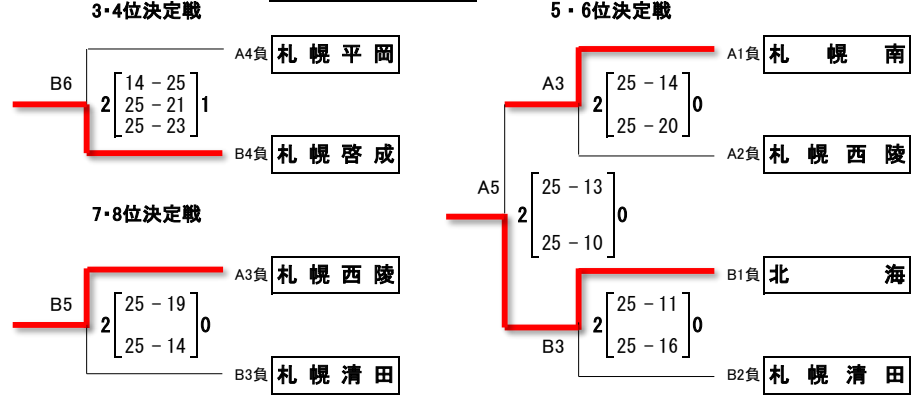 3・4位決定戦
A4負 札幌平岡
B6
2 14 － 25 1
25 － 21
25 － 23
B4負 札幌啓成
7・8位決定戦
A3負 札幌西陵
B5
2 25 － 19 0
25 － 14
B3負 札幌清田
5・6位決定戦
A1負 札幌南
A3
2 25 － 14 0
25 － 20
A2負 札幌西陵
A5
2 25 － 13 0
25 － 10
B1負 北海
2 25 － 11 0
25 － 16
B3
B2負 札幌清田